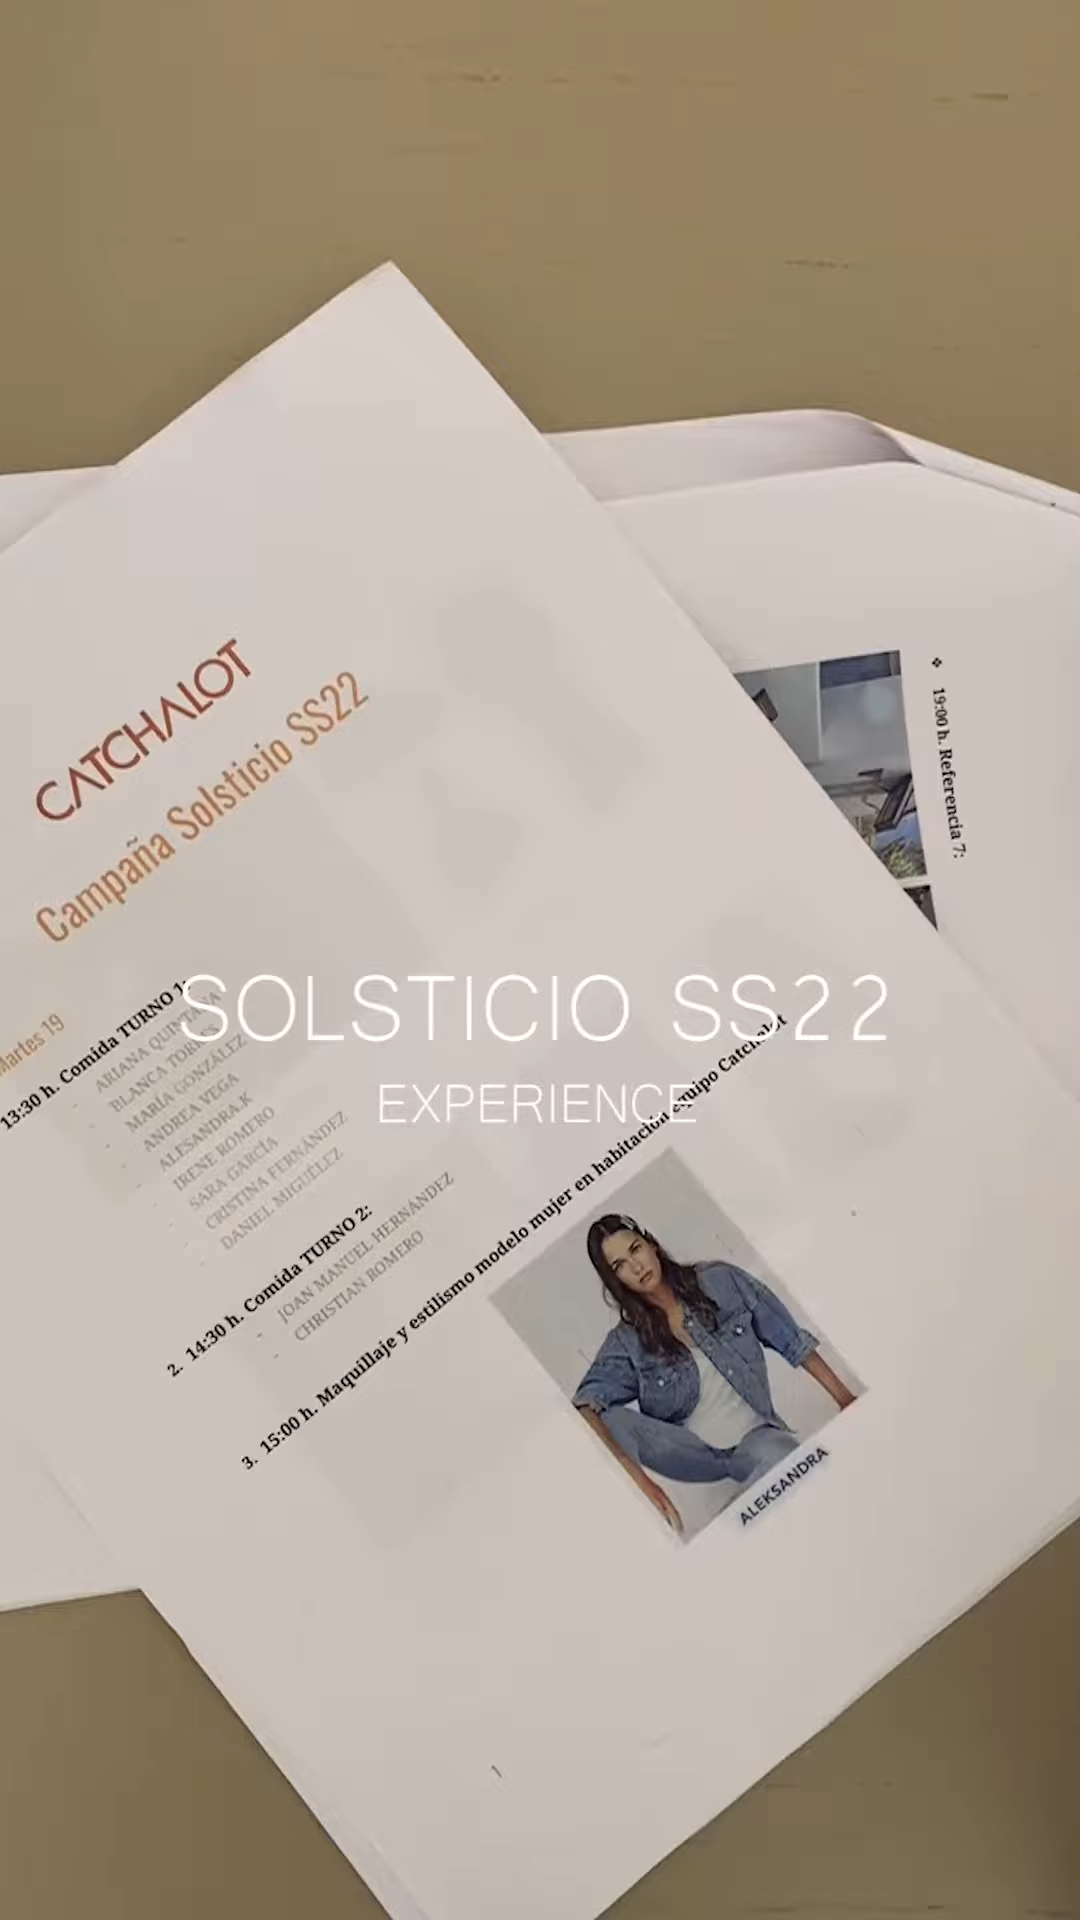 CATCHALOT
Campaña Solsticio SS22
Martes 19
13:30 h. Comida TURNO 1:
- ARIANA QUINTANA
- BLANCA TORRES
- MARÍA GONZÁLEZ
- ANDREA VEGA
- ALESANDRA.K
- IRENE ROMERO
- SARA GARCÍA
- CRISTINA FERNÁNDEZ
- DANIEL MIGUÉLEZ
2. 14:30 h. Comida TURNO 2:
- JOAN MANUEL HERNÁNDEZ
- CHRISTIAN ROMERO
3. 15:00 h. Maquillaje y estilismo modelo mujer en habitación equipo Catchalot
ALEKSANDRA
❖ 19:00 h. Referencia 7:
SOLSTICIO SS22
EXPERIENCE